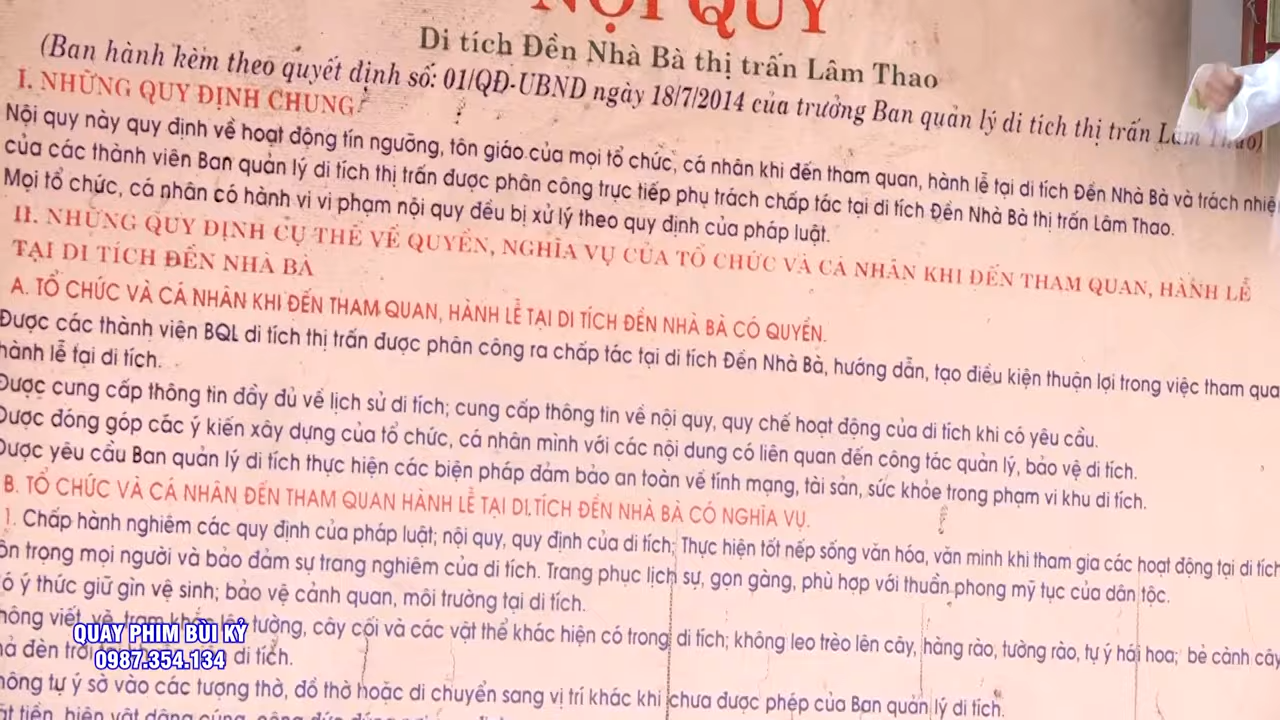 NỘI QUY
Di tích Đền Nhà Bà thị trấn Lâm Thao
(Ban hành kèm theo quyết định số: 01/QĐ-UBND ngày 18/7/2014 của trưởng Ban quản lý di tích thị trấn Lâm Thao)
I. NHỮNG QUY ĐỊNH CHUNG
Nội quy này quy định về hoạt động tín ngưỡng, tôn giáo của mọi tổ chức, cá nhân khi đến tham quan, hành lễ tại di tích Đền Nhà Bà và trách
của các thành viên Ban quản lý di tích thị trấn được phân công trực tiếp phụ trách chấp tác tại di tích Đền Nhà Bà thị trấn Lâm Thao.
Mọi tổ chức, cá nhân có hành vi vi phạm nội quy đều bị xử lý theo quy định của pháp luật.
II. NHỮNG QUY ĐỊNH CỤ THỂ VỀ QUYỀN, NGHĨA VỤ CỦA TỔ CHỨC VÀ CÁ NHÂN KHI ĐẾN THAM QUAN, HÀNH LỄ
TẠI DI TÍCH ĐỀN NHÀ BÀ
A. TỔ CHỨC VÀ CÁ NHÂN KHI ĐẾN THAM QUAN, HÀNH LỄ TẠI DI TÍCH ĐỀN NHÀ BÀ CÓ QUYỀN.
Được các thành viên BQL di tích thị trấn được phân công ra chấp tác tại di tích Đền Nhà Bà, hướng dẫn, tạo điều kiện thuận lợi trong việc tham
hành lễ tại di tích.
Được cung cấp thông tin đầy đủ về lịch sử di tích; cung cấp thông tin về nội quy, quy chế hoạt động của di tích khi có yêu cầu.
Được đóng góp các ý kiến xây dựng của tổ chức, cá nhân mình với các nội dung có liên quan đến công tác quản lý, bảo vệ di tích.
Được yêu cầu Ban quản lý di tích thực hiện các biện pháp đảm bảo an toàn về tính mạng, tài sản, sức khỏe trong phạm vi khu di tích.
B. TỔ CHỨC VÀ CÁ NHÂN ĐẾN THAM QUAN HÀNH LỄ TẠI DI TÍCH ĐỀN NHÀ BÀ CÓ NGHĨA VỤ.
1. Chấp hành nghiêm các quy định của pháp luật; nội quy, quy định của di tích; Thực hiện tốt nếp sống văn hóa, văn minh khi tham gia các hoạt động tại di tích
trọng mọi người và bảo đảm sự trang nghiêm của di tích. Trang phục lịch sự, gọn gàng, phù hợp với thuần phong mỹ tục của dân tộc.
ý thức giữ gìn vệ sinh; bảo vệ cảnh quan, môi trường tại di tích.
viết, vẽ, tường, cây cối và các vật thể khác hiện có trong di tích; không leo trèo lên cây, hàng rào, tường rào, tự ý hái hoa; bẻ cành cây
đèn di tích.
tự ý sờ vào các tượng thờ, đồ thờ hoặc di chuyển sang vị trí khác khi chưa được phép của Ban quản lý di tích.
QUAY PHIM BÙI KỶ
0987.354.134